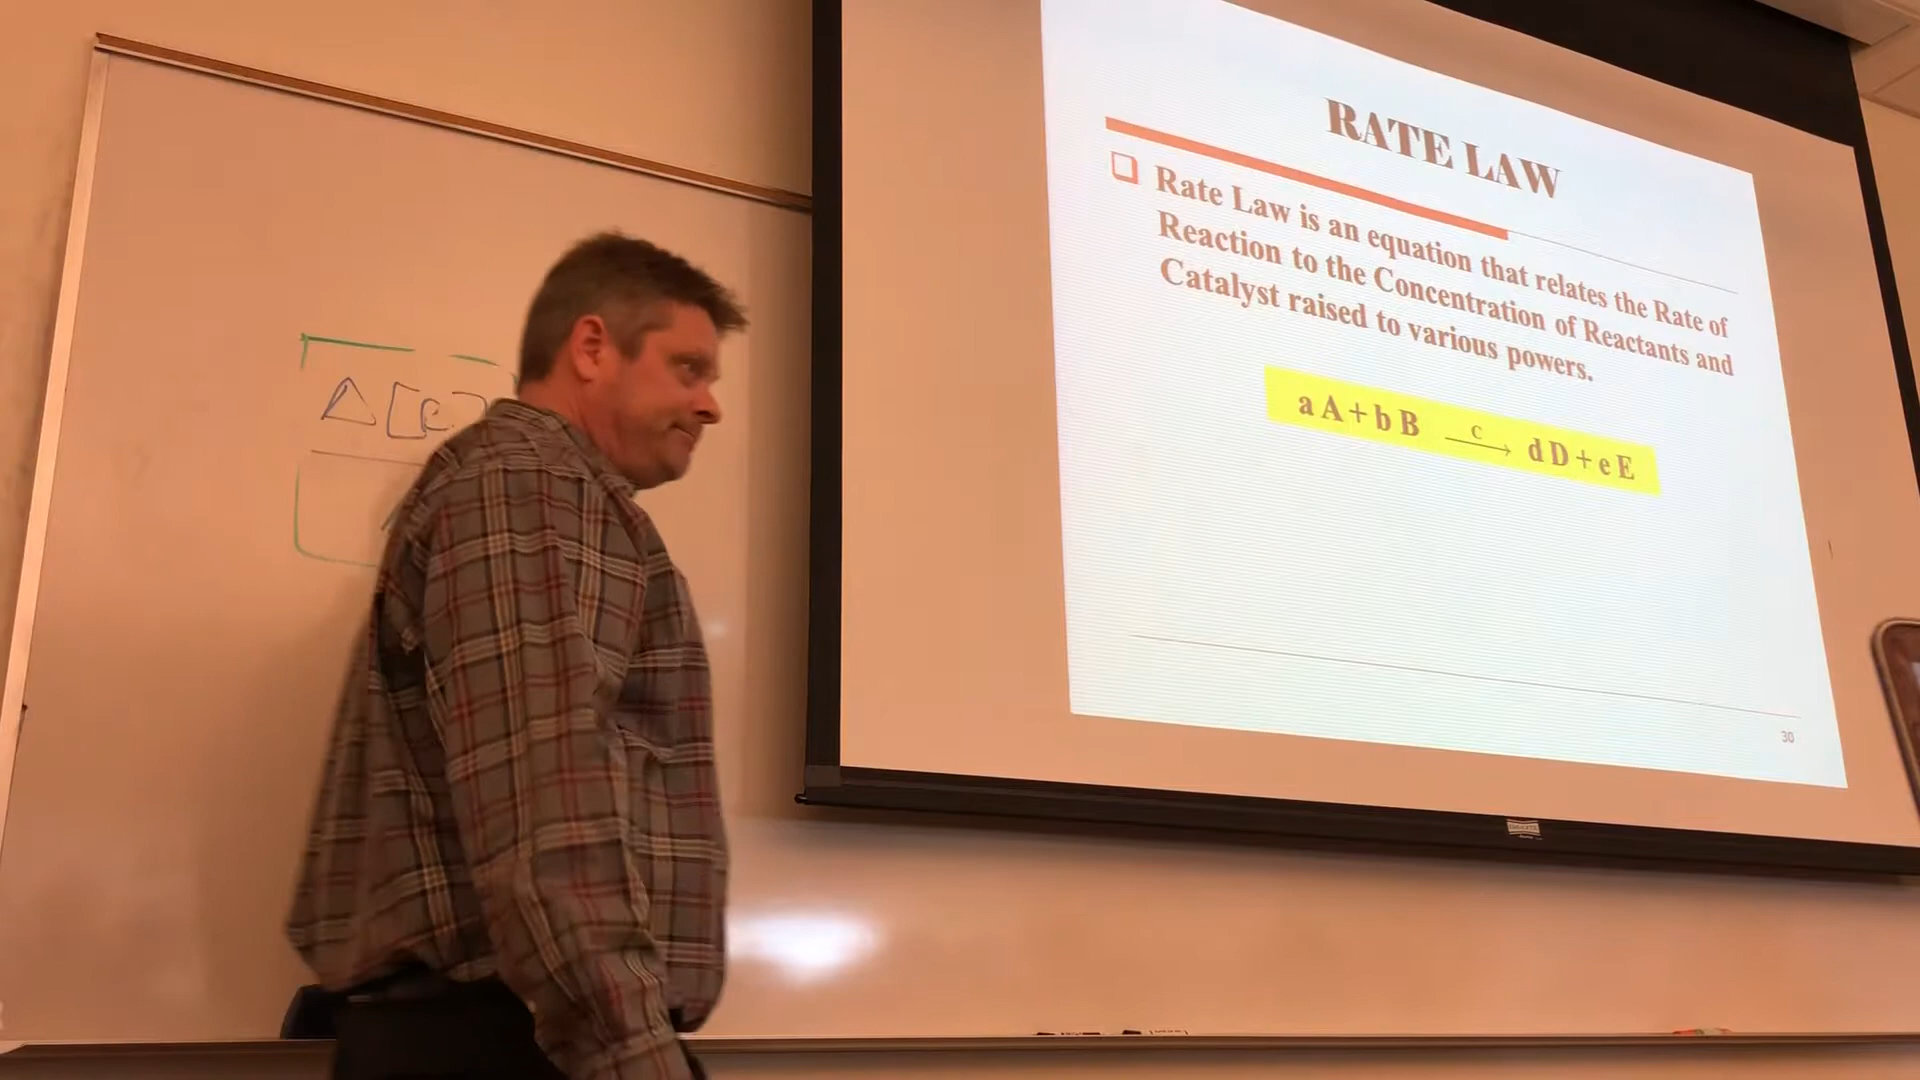 Δ[R]
RATE LAW
Rate Law is an equation that relates the Rate of
Reaction to the Concentration of Reactants and
Catalyst raised to various powers.
a A + b B —C→ d D + e E
30